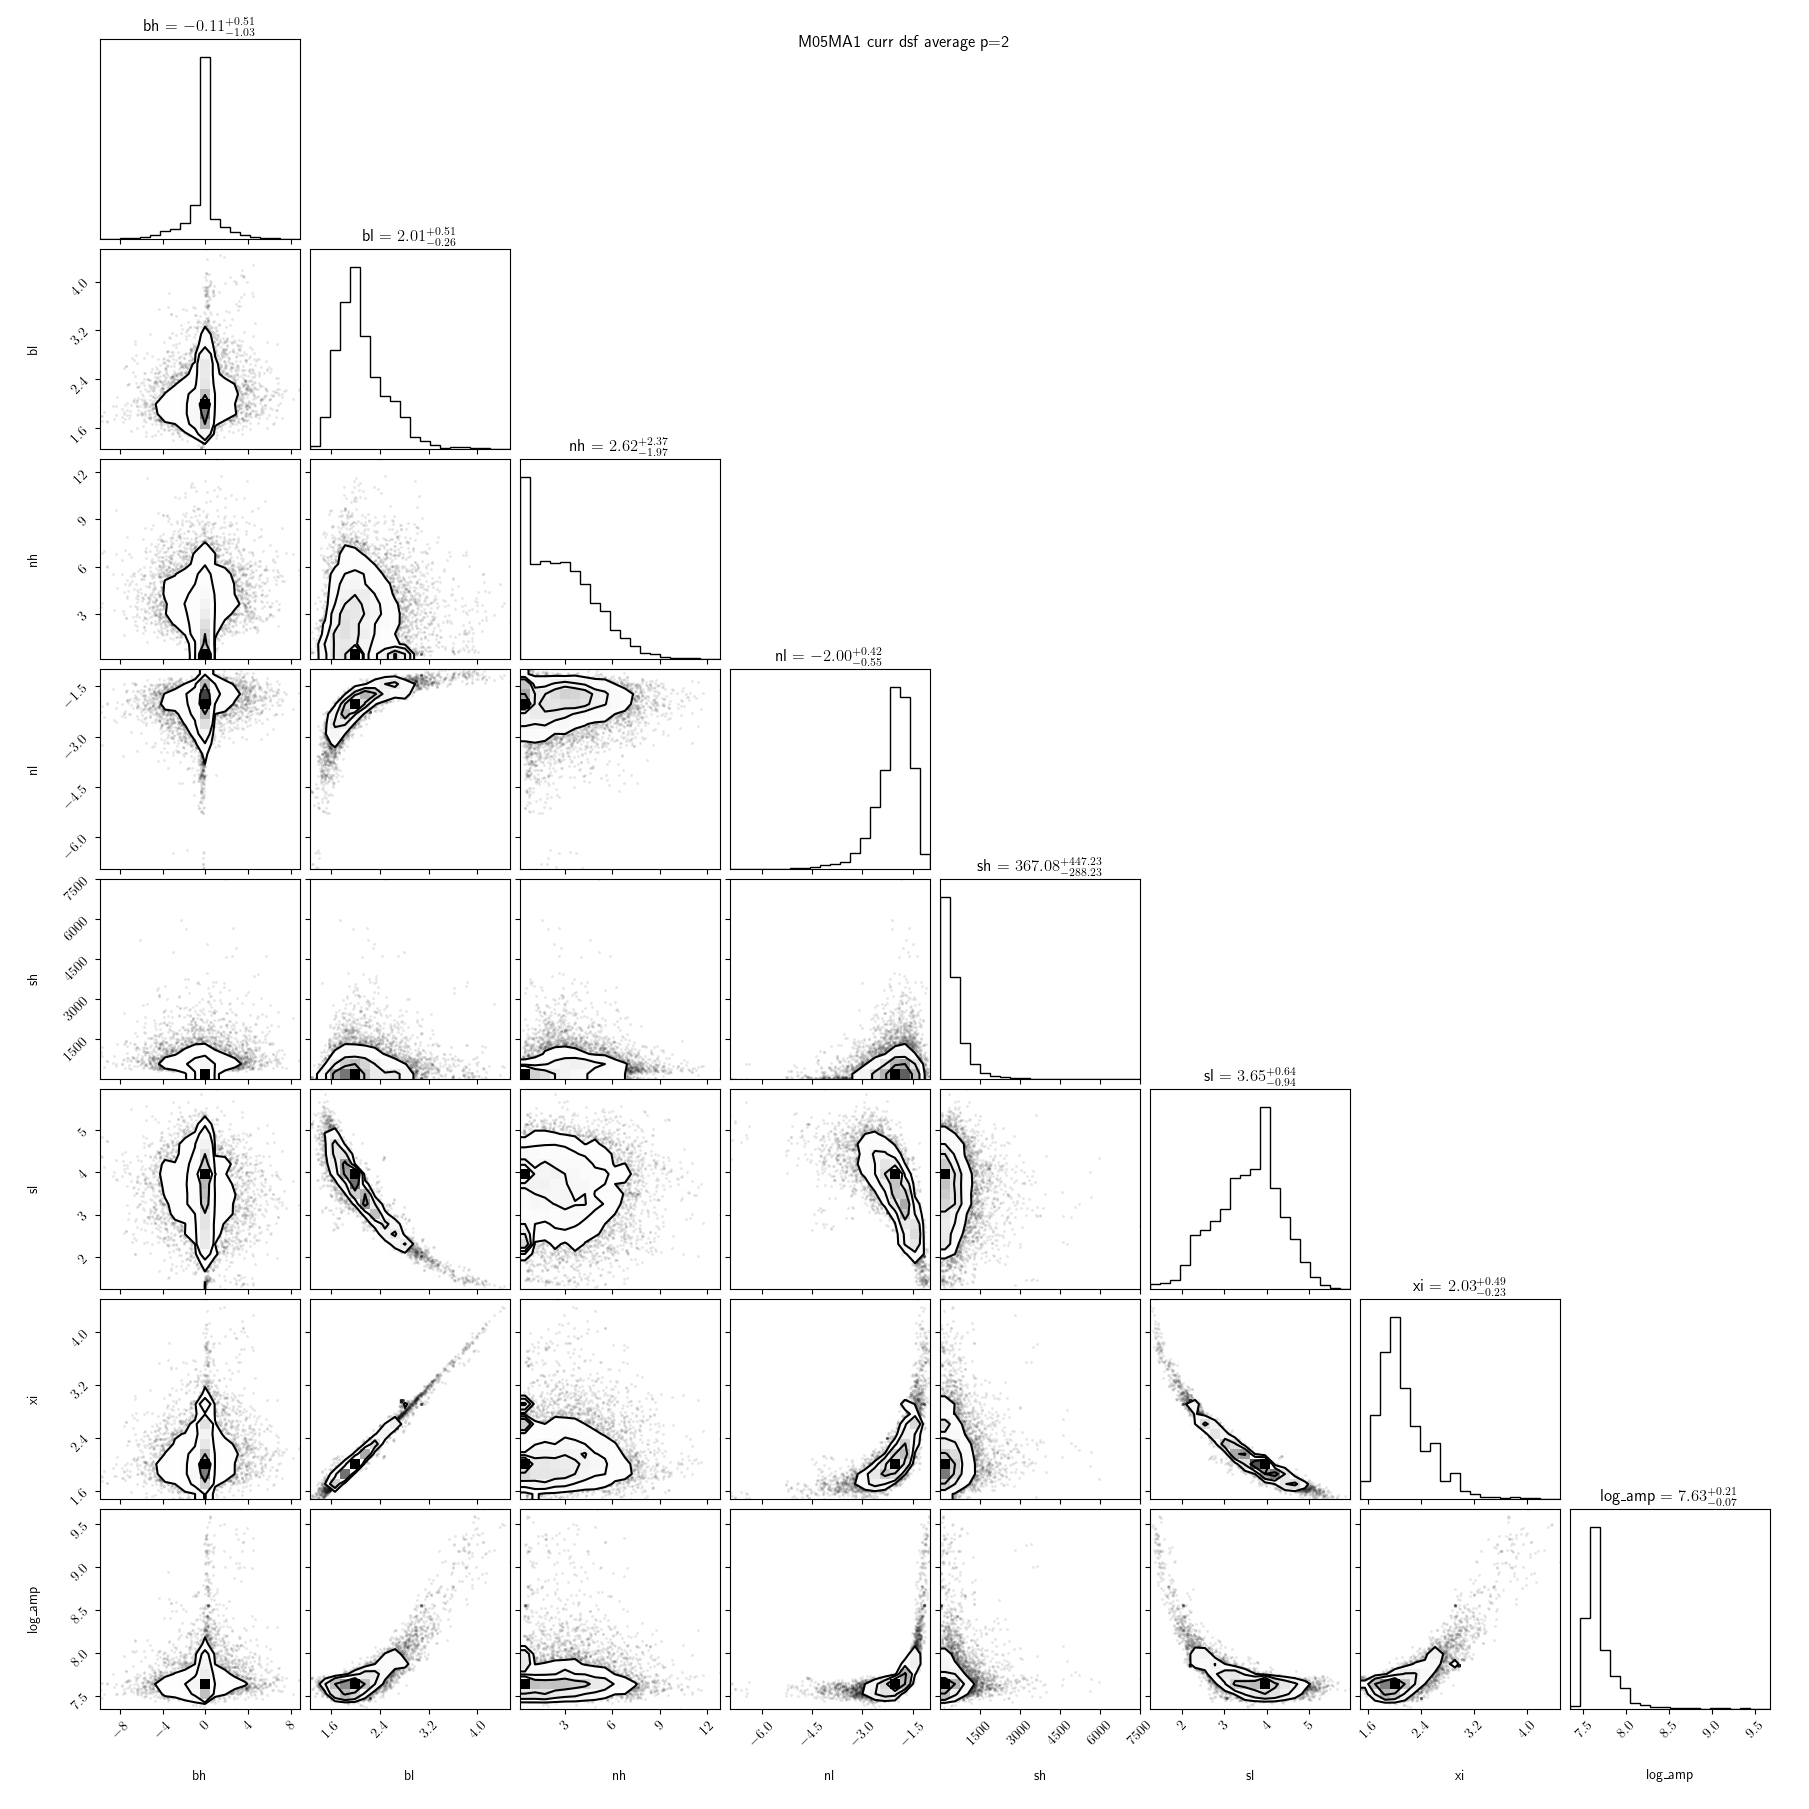 M05MA1 curr dsf average p=2
bh = −0.11+0.51−1.03
bl = 2.01+0.51−0.26
bl
4.0
3.2
2.4
1.6
nh = 2.62+2.37−1.97
nh
12
9
6
3
nl = −2.00+0.42−0.55
nl
−1.5
−3.0
−4.5
−6.0
sh = 367.08+447.23−288.23
sh
7500
6000
4500
3000
1500
sl = 3.65+0.64−0.94
sl
5
4
3
2
xi = 2.03+0.49−0.23
xi
4.0
3.2
2.4
1.6
log_amp = 7.63+0.21−0.07
log_amp
9.5
9.0
8.5
8.0
7.5
−8 −4 0 4 8 1.6 2.4 3.2 4.0 3 6 9 12 −6.0 −4.5 −3.0 −1.5 1500 3000 4500 6000 7500 2 3 4 5 1.6 2.4 3.2 4.0 7.5 8.0 8.5 9.0 9.5
bh bl nh nl sh sl xi log_amp